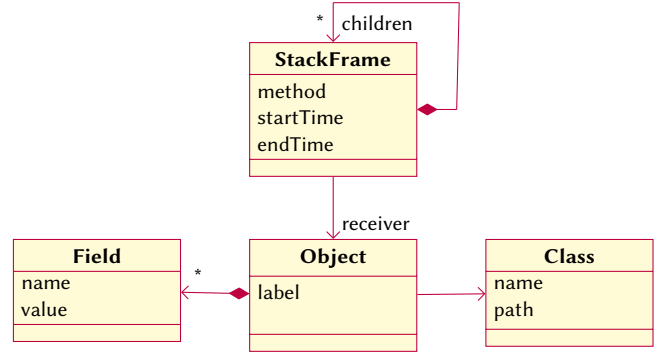 * children
StackFrame
method
startTime
endTime
receiver
Field
name
value
*
Object
label
Class
name
path